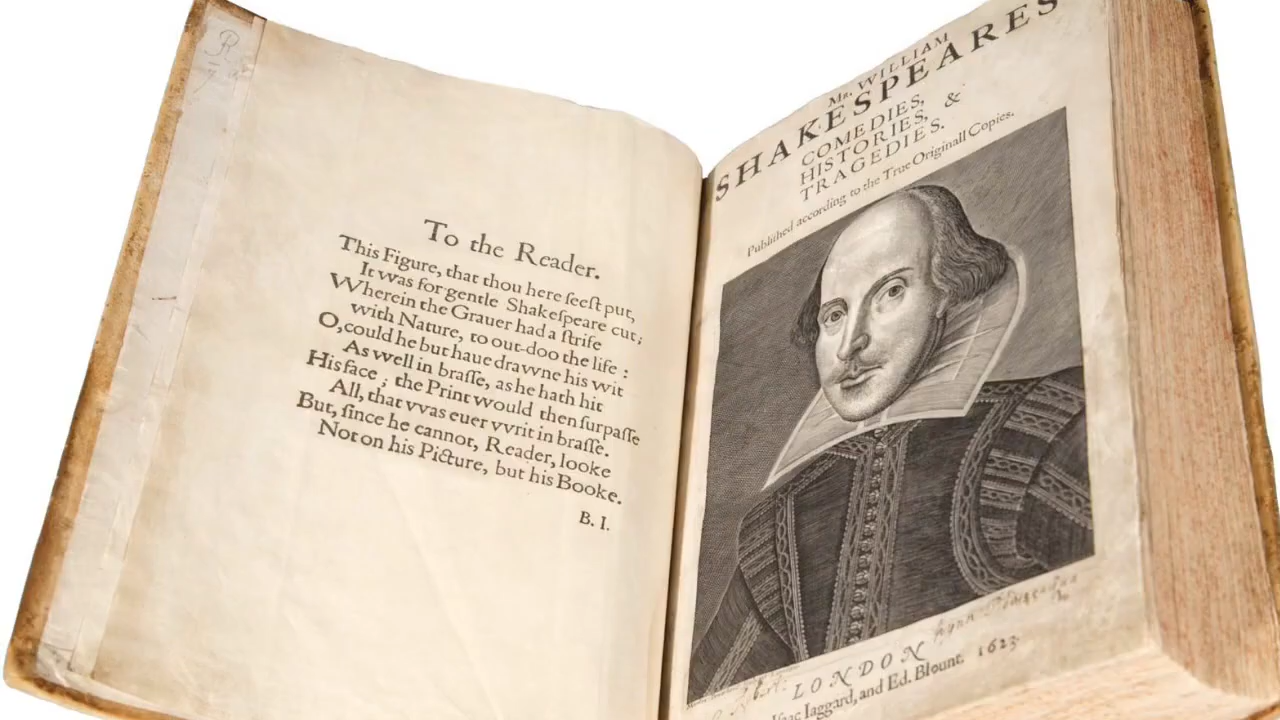 To the Reader.
This Figure, that thou here ſeeſt put,
It was for gentle Shakeſpeare cut;
VVherein the Grauer had a ſtrife
with Nature, to out-doo the life :
O, could he but haue dravvne his vvit
As well in braſſe, as he hath hit
His face ; the Print would then ſurpaſſe
All, that vvas euer vvrit in braſſe.
But, ſince he cannot, Reader, looke
Not on his Picture, but his Booke.
B. I.
Mr. WILLIAM
SHAKESPEARES
COMEDIES,
HISTORIES, &
TRAGEDIES.
Publiſhed according to the True Originall Copies.
LONDON
Iſaac Iaggard, and Ed. Blount. 1623.